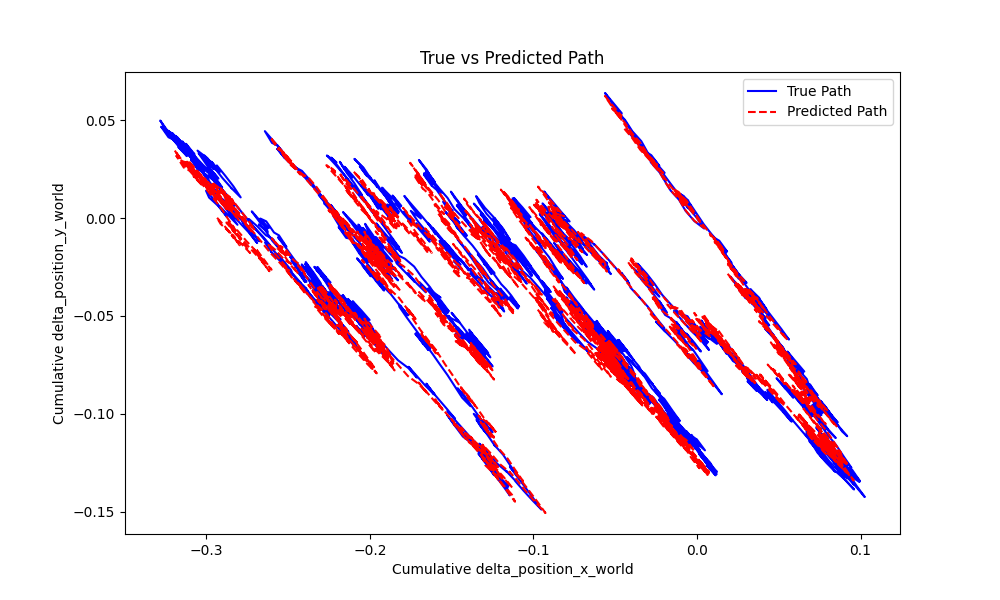 True vs Predicted Path
True Path
Predicted Path
Cumulative delta_position_y_world
0.05
0.00
−0.05
−0.10
−0.15
−0.3
−0.2
−0.1
0.0
0.1
Cumulative delta_position_x_world